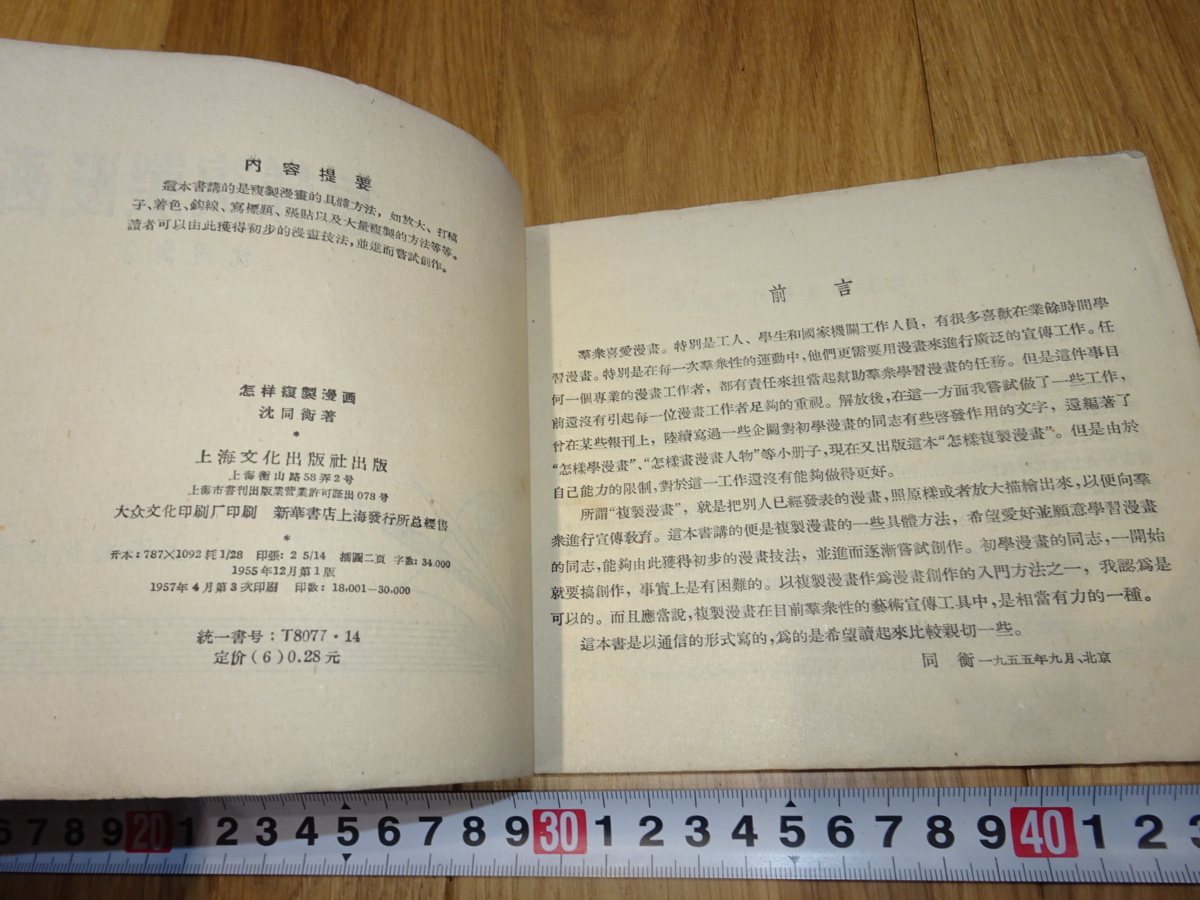 內容提要
這本書講的是複製漫畫的具體方法，如放大、打稿
子、着色、鈎線、寫標題、張貼以及大量複製的方法等等。
讀者可以由此獲得初步的漫畫技法，並進而嘗試創作。
怎样複製漫画
沈同衡著
*
上海文化出版社出版
上海衡山路58弄2号
上海市書刊出版業營業許可証出078号
大众文化印刷厂印刷 新華書店上海發行所总經售
*
开本：787×1092 耗1/28 印張：2 5/14 插圖二頁 字数：34,000
1955年12月第1版
1957年4月第3次印刷 印数：18,001—30,000
統一書号：T8077·14
定价(6)0.28元
前言
羣衆喜愛漫畫。特別是工人、學生和國家機關工作人員，有很多喜歡在業餘時間學
習漫畫。特別是在每一次羣衆性的運動中，他們更需要用漫畫來進行廣泛的宣傳工作。任
何一個專業的漫畫工作者，都有責任來担當起幫助羣衆學習漫畫的任務。但是這件事目
前還沒有引起每一位漫畫工作者足夠的重視。解放後，在這一方面我嘗試做了一些工作，
曾在某些報刊上，陸續寫過一些企圖對初學漫畫的同志有些啓發作用的文字，還編著了
“怎樣學漫畫”、“怎樣畫漫畫人物”等小册子，現在又出版這本“怎樣複製漫畫”。但是由於
自己能力的限制，對於這一工作還沒有能夠做得更好。
所謂“複製漫畫”，就是把別人已經發表的漫畫，照原樣或者放大描繪出來，以便向羣
衆進行宣傳敎育。這本書講的便是複製漫畫的一些具體方法，希望愛好並願意學習漫畫
的同志，能夠由此獲得初步的漫畫技法，並進而逐漸嘗試創作。初學漫畫的同志，一開始
就要搞創作，事實上是有困難的。以複製漫畫作爲漫畫創作的入門方法之一，我認爲是
可以的。而且應當說，複製漫畫在目前羣衆性的藝術宣傳工具中，是相當有力的一種。
這本書是以通信的形式寫的，爲的是希望讀起來比較親切一些。
同衡 一九五五年九月、北京
6 7 8 9 20 1 2 3 4 5 6 7 8 9 30 1 2 3 4 5 6 7 8 9 40 1 2 3